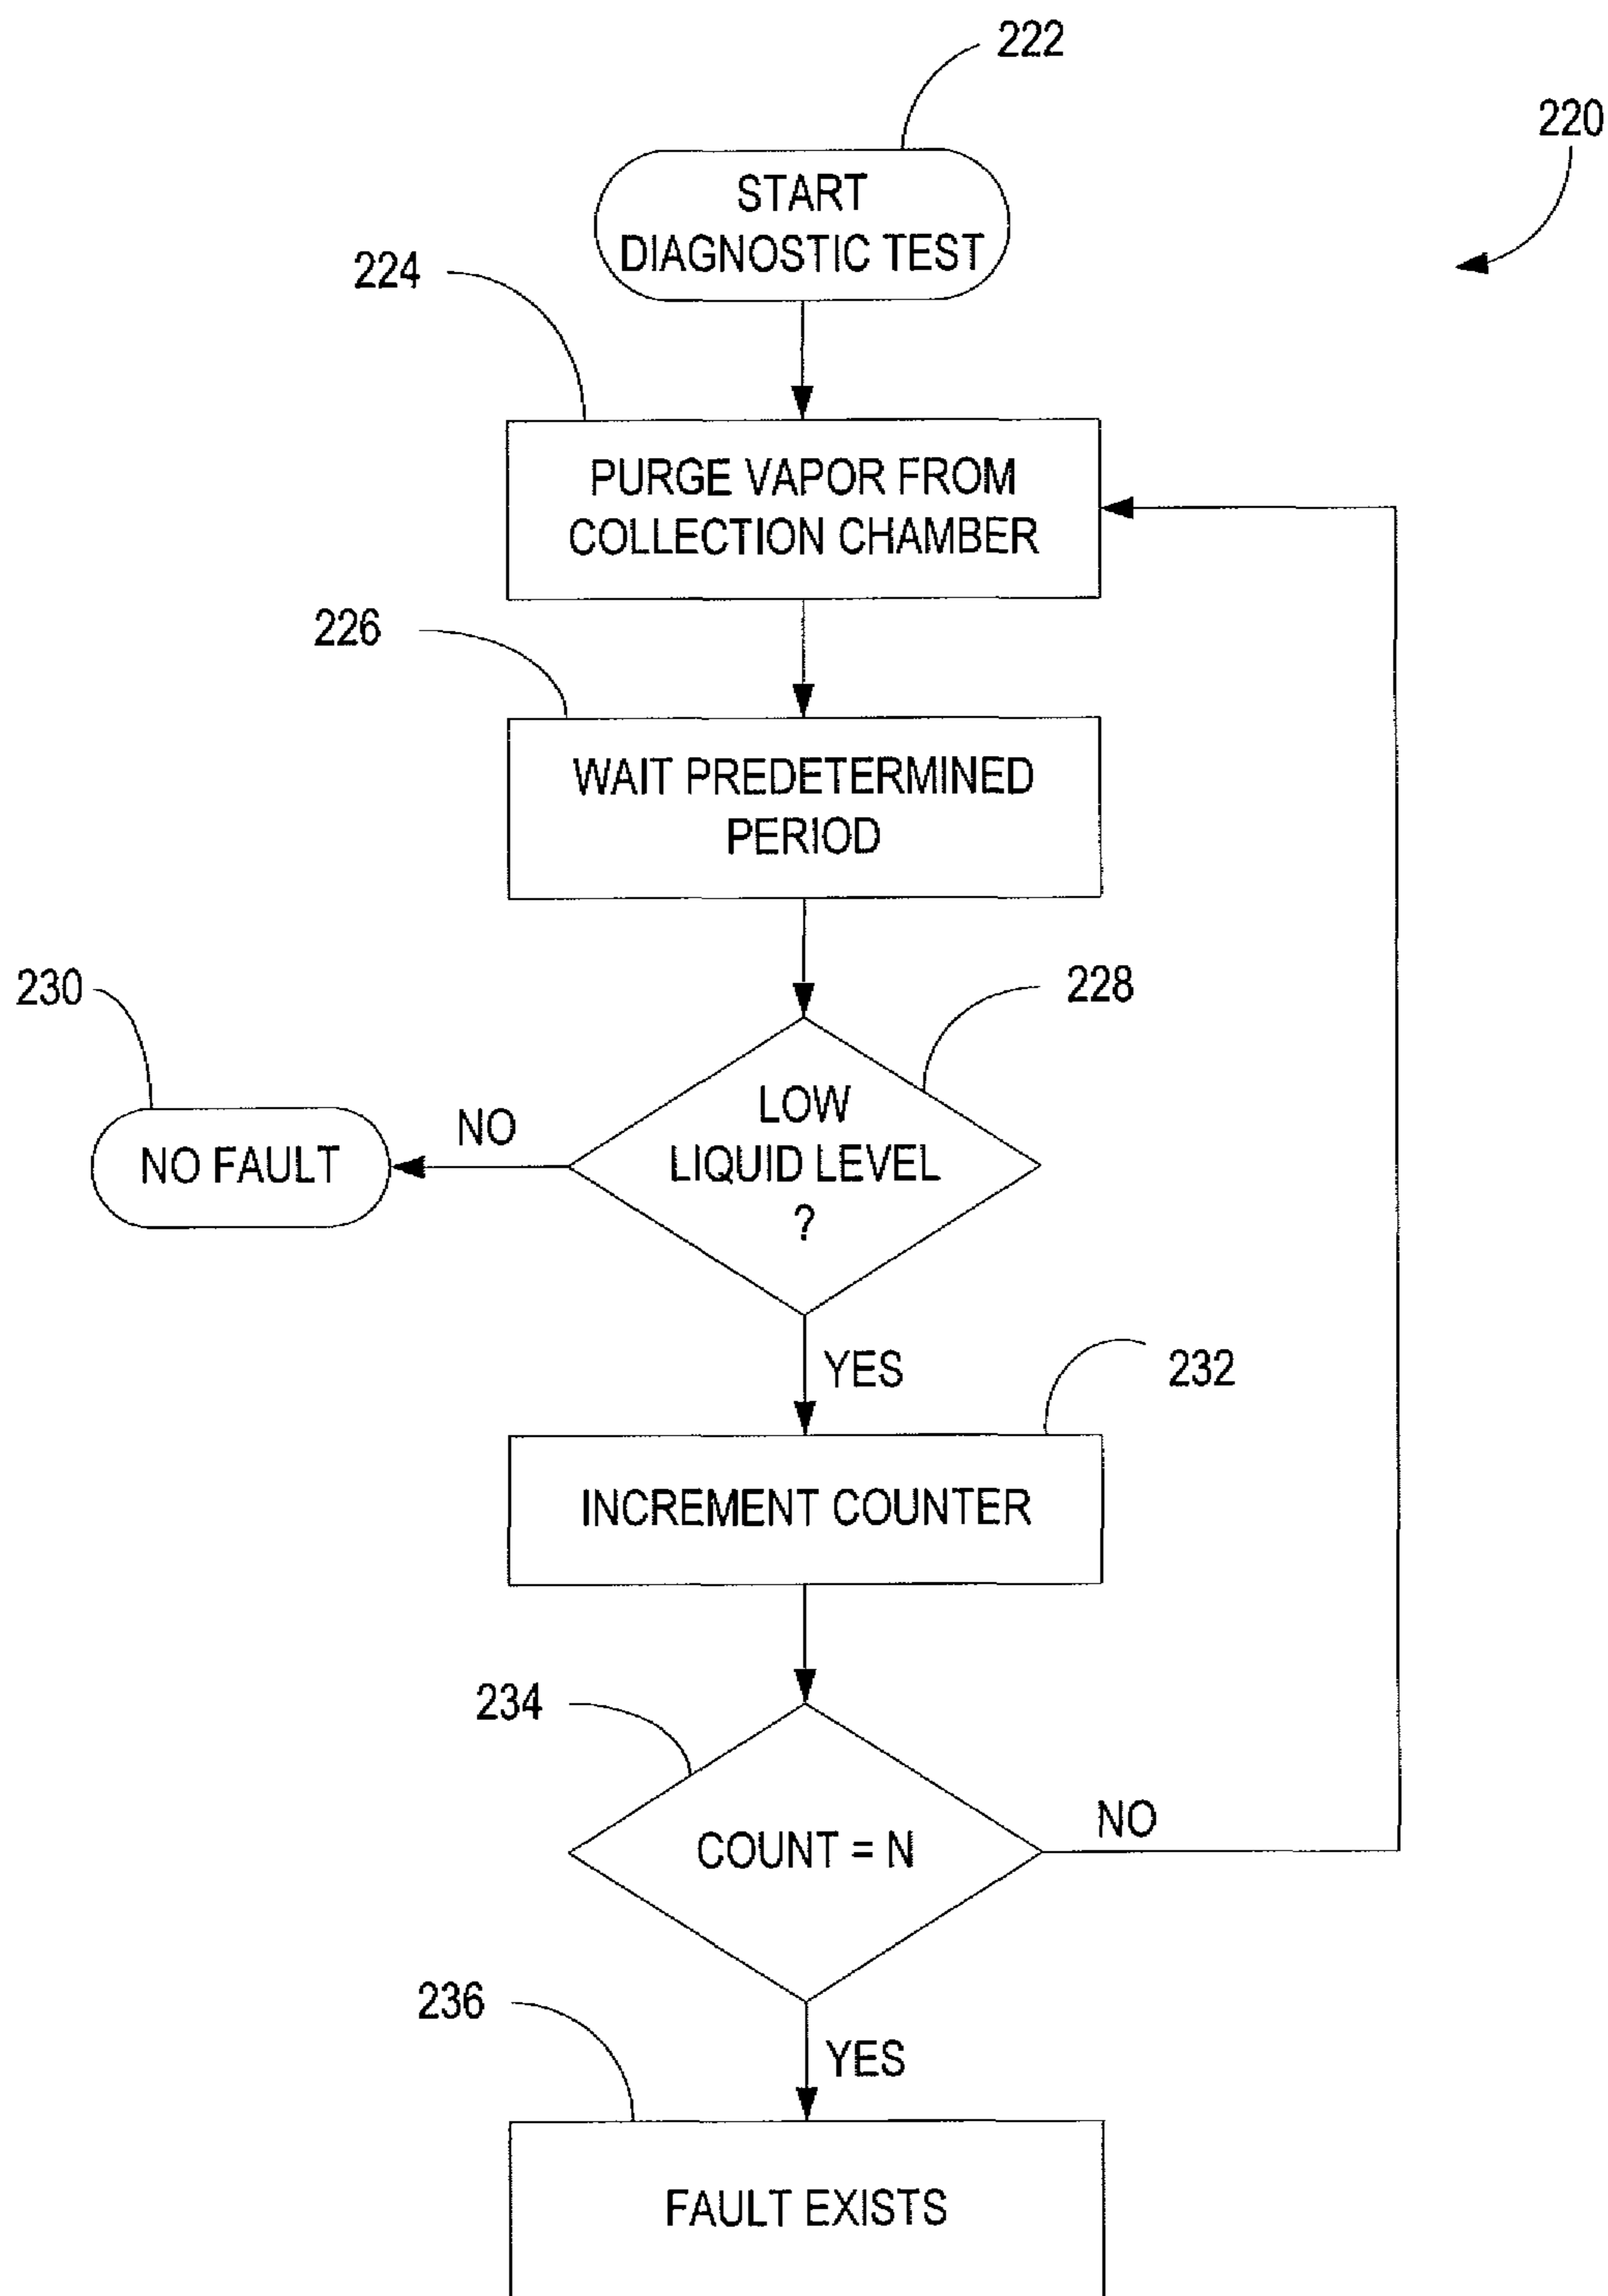 222
220
START
DIAGNOSTIC TEST
224
PURGE VAPOR FROM
COLLECTION CHAMBER
226
WAIT PREDETERMINED
PERIOD
230
228
LOW
LIQUID LEVEL
?
NO
NO FAULT
YES
232
INCREMENT COUNTER
234
COUNT = N
NO
236
YES
FAULT EXISTS